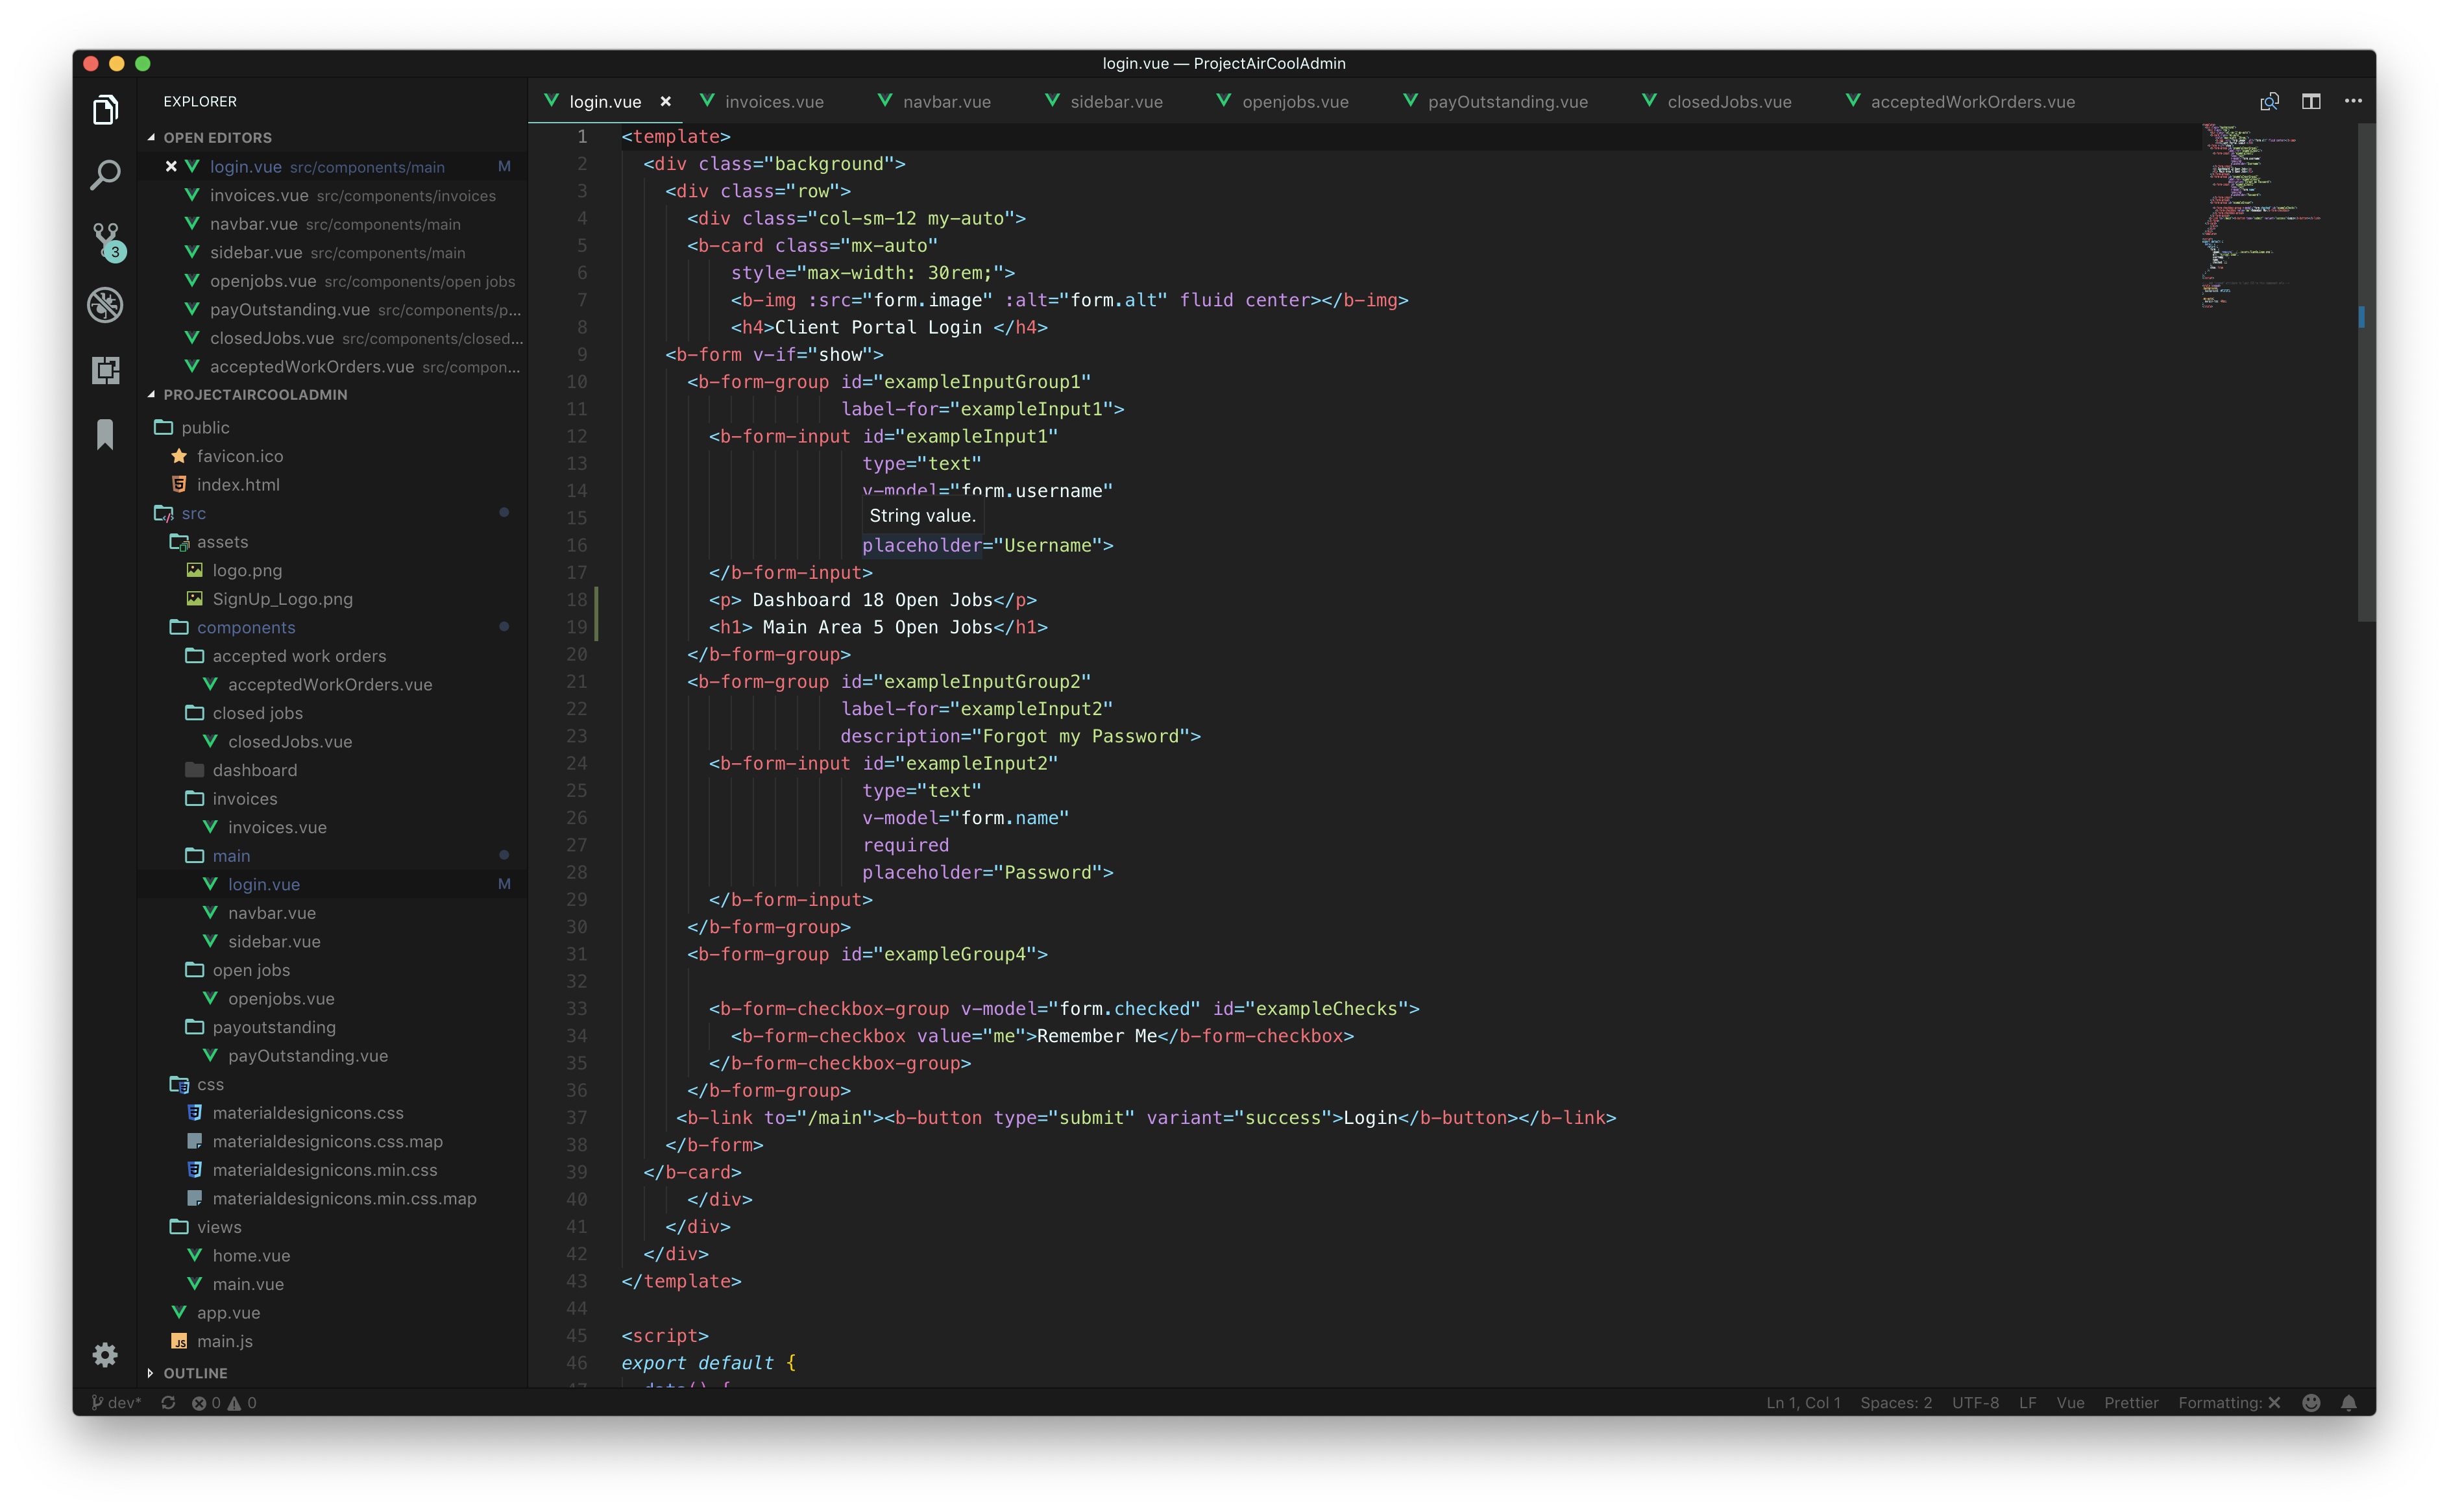 login.vue — ProjectAirCoolAdmin
EXPLORER
OPEN EDITORS
login.vue src/components/main M
invoices.vue src/components/invoices
navbar.vue src/components/main
sidebar.vue src/components/main
openjobs.vue src/components/open jobs
payOutstanding.vue src/components/p...
closedJobs.vue src/components/closed...
acceptedWorkOrders.vue src/compon...
3
PROJECTAIRCOOLADMIN
public
favicon.ico
index.html
src
assets
logo.png
SignUp_Logo.png
components
accepted work orders
acceptedWorkOrders.vue
closed jobs
closedJobs.vue
dashboard
invoices
invoices.vue
main
login.vue M
navbar.vue
sidebar.vue
open jobs
openjobs.vue
payoutstanding
payOutstanding.vue
css
materialdesignicons.css
materialdesignicons.css.map
materialdesignicons.min.css
materialdesignicons.min.css.map
views
home.vue
main.vue
app.vue
main.js
OUTLINE
login.vue invoices.vue navbar.vue sidebar.vue openjobs.vue payOutstanding.vue closedJobs.vue acceptedWorkOrders.vue
1 <template>
2 <div class="background">
3 <div class="row">
4 <div class="col-sm-12 my-auto">
5 <b-card class="mx-auto"
6 style="max-width: 30rem;">
7 <b-img :src="form.image" :alt="form.alt" fluid center></b-img>
8 <h4>Client Portal Login </h4>
9 <b-form v-if="show">
10 <b-form-group id="exampleInputGroup1"
11 label-for="exampleInput1">
12 <b-form-input id="exampleInput1"
13 type="text"
14 v-model="form.username"
15 String value.
16 placeholder="Username">
17 </b-form-input>
18 <p> Dashboard 18 Open Jobs</p>
19 <h1> Main Area 5 Open Jobs</h1>
20 </b-form-group>
21 <b-form-group id="exampleInputGroup2"
22 label-for="exampleInput2"
23 description="Forgot my Password">
24 <b-form-input id="exampleInput2"
25 type="text"
26 v-model="form.name"
27 required
28 placeholder="Password">
29 </b-form-input>
30 </b-form-group>
31 <b-form-group id="exampleGroup4">
32
33 <b-form-checkbox-group v-model="form.checked" id="exampleChecks">
34 <b-form-checkbox value="me">Remember Me</b-form-checkbox>
35 </b-form-checkbox-group>
36 </b-form-group>
37 <b-link to="/main"><b-button type="submit" variant="success">Login</b-button></b-link>
38 </b-form>
39 </b-card>
40 </div>
41 </div>
42 </div>
43 </template>
44
45 <script>
46 export default {
dev* 0 0
Ln 1, Col 1 Spaces: 2 UTF-8 LF Vue Prettier Formatting: ✕